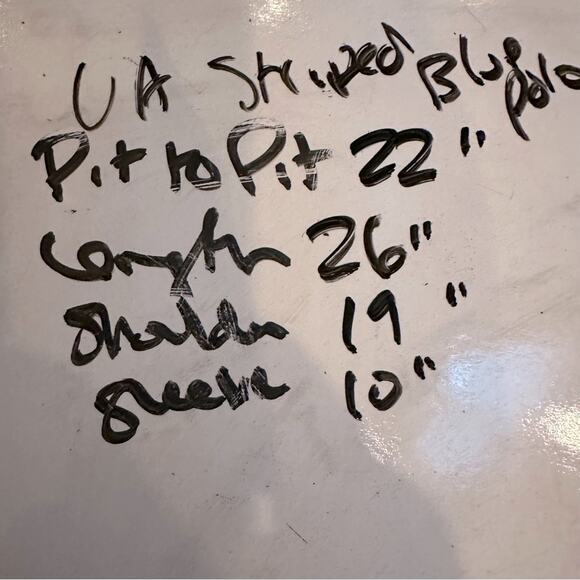 UA Striped Blue polo
Pit to Pit 22"
Length 26"
Shoulder 19"
Sleeve 10"